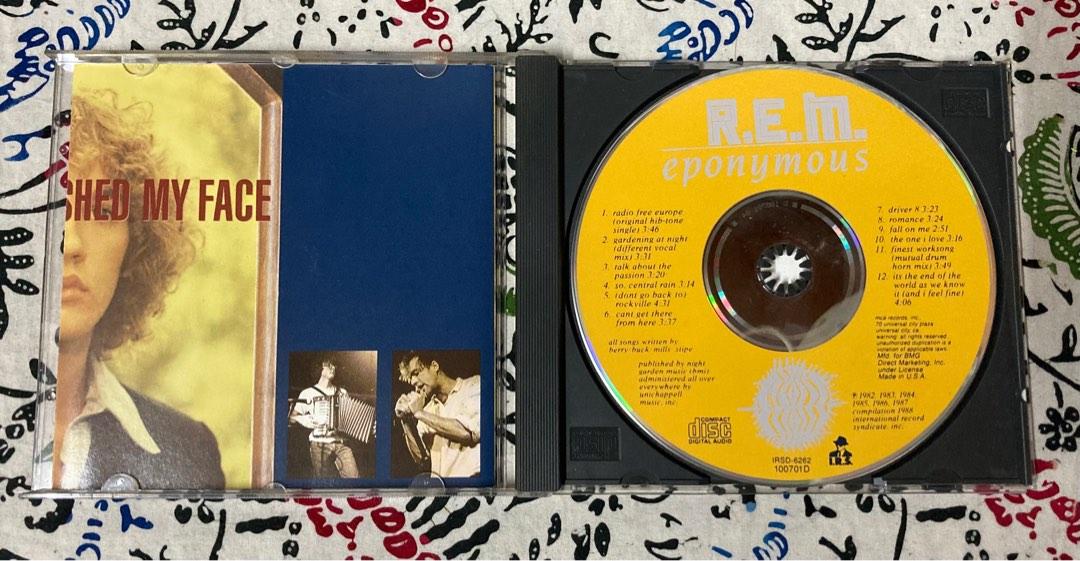 SHED MY FACE
R.E.M.
eponymous
1. radio free europe
(original hib-tone
single) 3:46
2. gardening at night
(different vocal
mix) 3:31
3. talk about the
passion 3:20
4. so. central rain 3:14
5. (dont go back to)
rockville 4:31
6. cant get there
from here 3:37
7. driver 8 3:23
8. romance 3:24
9. fall on me 2:51
10. the one i love 3:16
11. finest worksong
(mutual drum
horn mix) 3:49
12. its the end of the
world as we know
it (and i feel fine)
4:06
all songs written by
berry/buck/mills/stipe
published by night
garden music (bmi)
administered all over
everywhere by
unichappell
music, inc.
mca records, inc.,
70 universal city plaza
universal city, ca.
warning: all rights reserved.
unauthorized duplication is a
violation of applicable laws.
Mfd. for BMG
Direct Marketing, Inc.
under License
Made in U.S.A.
℗ 1982, 1983, 1984,
1985, 1986, 1987
compilation 1988
international record
syndicate, inc.
COMPACT
disc
DIGITAL AUDIO
IRSD-6262
100701D
I.R.S.